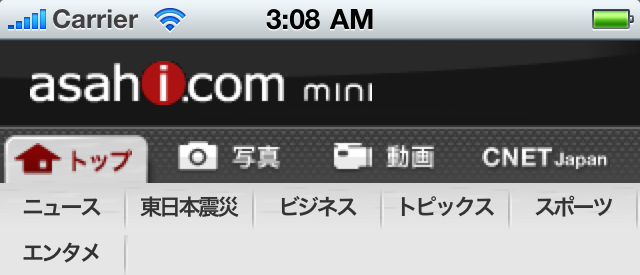 Carrier 3:08 AM
asahi.com mini
トップ 写真 動画 CNET Japan
ニュース 東日本震災 ビジネス トピックス スポーツ
エンタメ